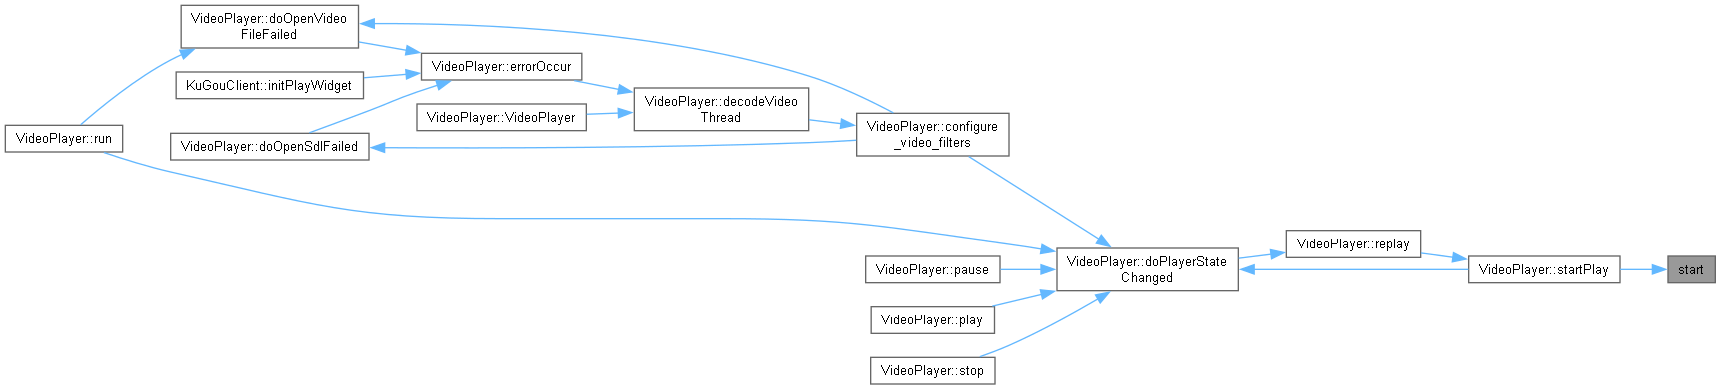 VideoPlayer::doOpenVideo
FileFailed
VideoPlayer::errorOccur
KuGouClient::initPlayWidget
VideoPlayer::decodeVideo
Thread
VideoPlayer::VideoPlayer
VideoPlayer::configure
_video_filters
VideoPlayer::run
VideoPlayer::doOpenSdlFailed
VideoPlayer::replay
VideoPlayer::doPlayerState
Changed
VideoPlayer::pause
VideoPlayer::startPlay
start
VideoPlayer::play
VideoPlayer::stop